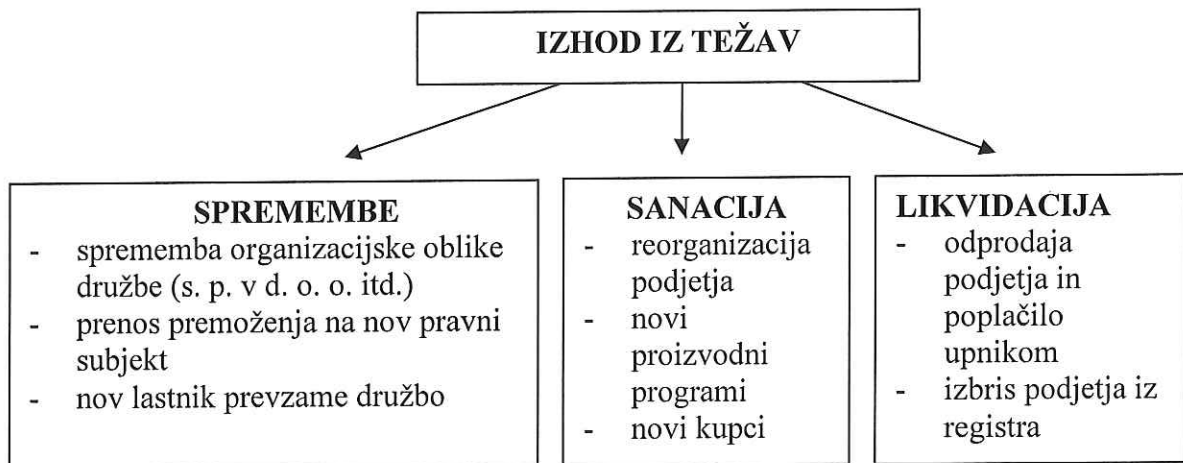 IZHOD IZ TEŽAV
SPREMEMBE
- sprememba organizacijske oblike
družbe (s. p. v d. o. o. itd.)
- prenos premoženja na nov pravni
subjekt
- nov lastnik prevzame družbo
SANACIJA
- reorganizacija
podjetja
- novi
proizvodni
programi
- novi kupci
LIKVIDACIJA
- odprodaja
podjetja in
poplačilo
upnikom
- izbris podjetja iz
registra